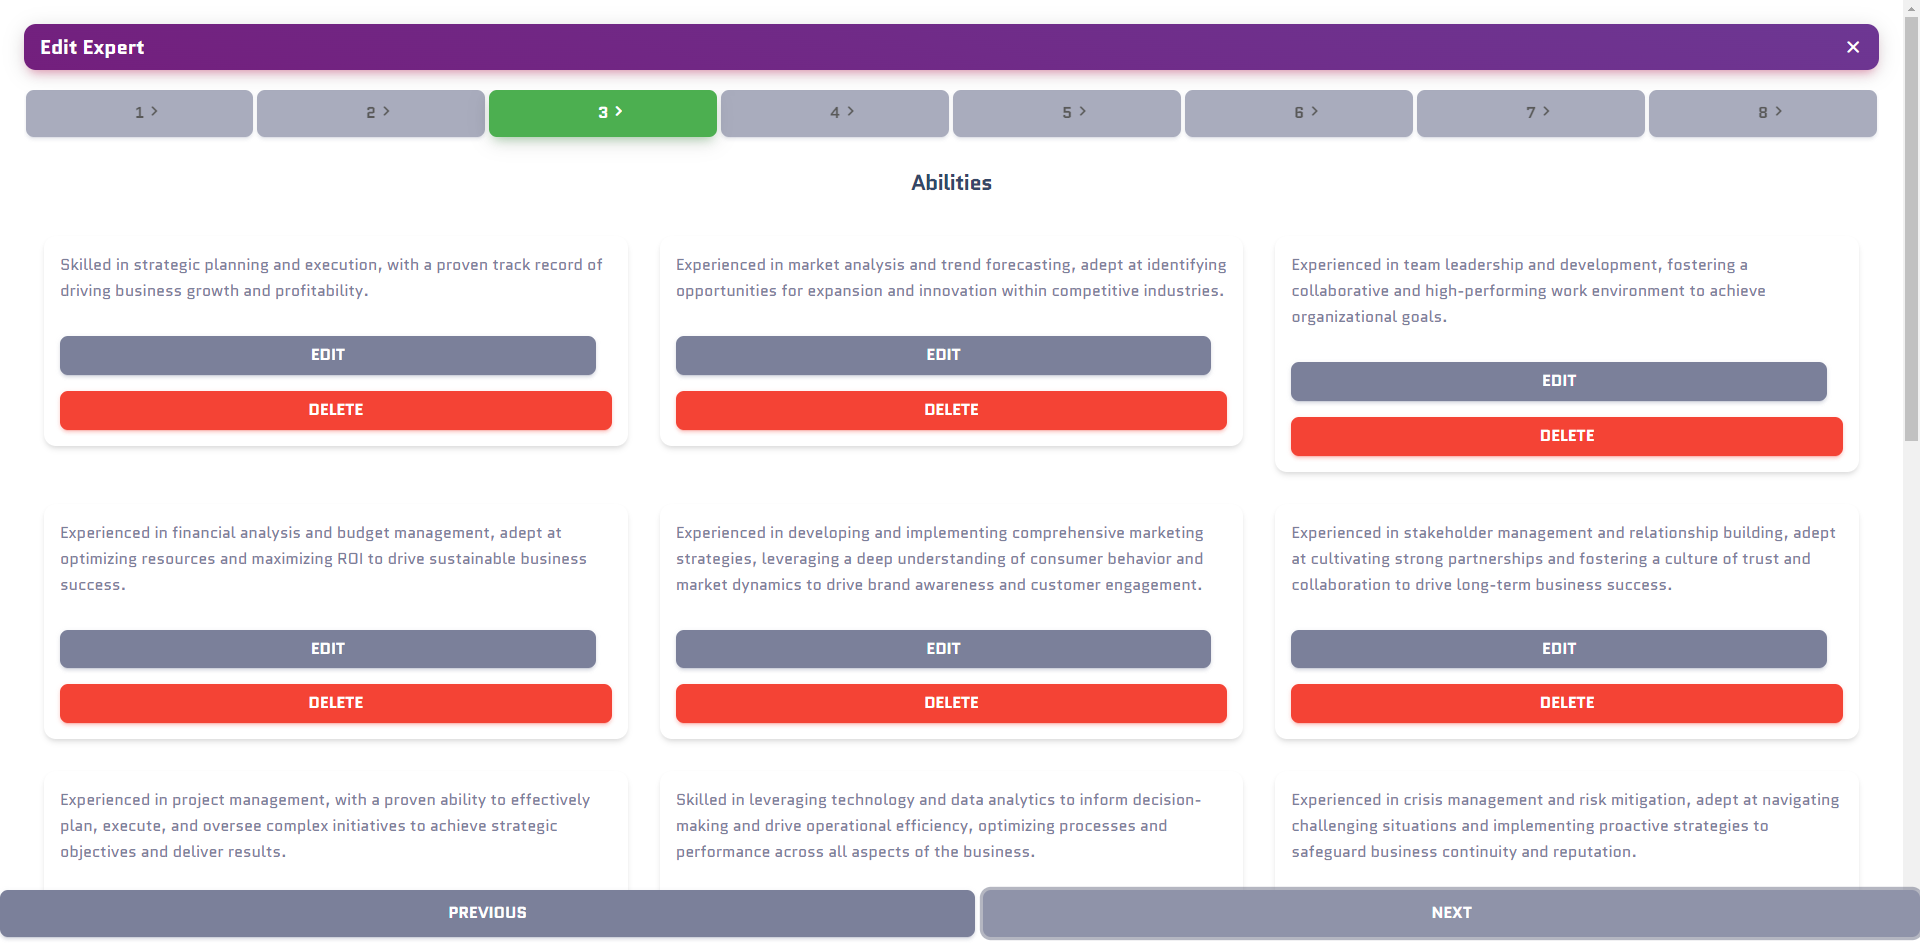 Edit Expert
1
2
3
4
5
6
7
8
Abilities
Skilled in strategic planning and execution, with a proven track record of
driving business growth and profitability.
EDIT
DELETE
Experienced in market analysis and trend forecasting, adept at identifying
opportunities for expansion and innovation within competitive industries.
EDIT
DELETE
Experienced in team leadership and development, fostering a
collaborative and high-performing work environment to achieve
organizational goals.
EDIT
DELETE
Experienced in financial analysis and budget management, adept at
optimizing resources and maximizing ROI to drive sustainable business
success.
EDIT
DELETE
Experienced in developing and implementing comprehensive marketing
strategies, leveraging a deep understanding of consumer behavior and
market dynamics to drive brand awareness and customer engagement.
EDIT
DELETE
Experienced in stakeholder management and relationship building, adept
at cultivating strong partnerships and fostering a culture of trust and
collaboration to drive long-term business success.
EDIT
DELETE
Experienced in project management, with a proven ability to effectively
plan, execute, and oversee complex initiatives to achieve strategic
objectives and deliver results.
Skilled in leveraging technology and data analytics to inform decision-
making and drive operational efficiency, optimizing processes and
performance across all aspects of the business.
Experienced in crisis management and risk mitigation, adept at navigating
challenging situations and implementing proactive strategies to
safeguard business continuity and reputation.
PREVIOUS
NEXT